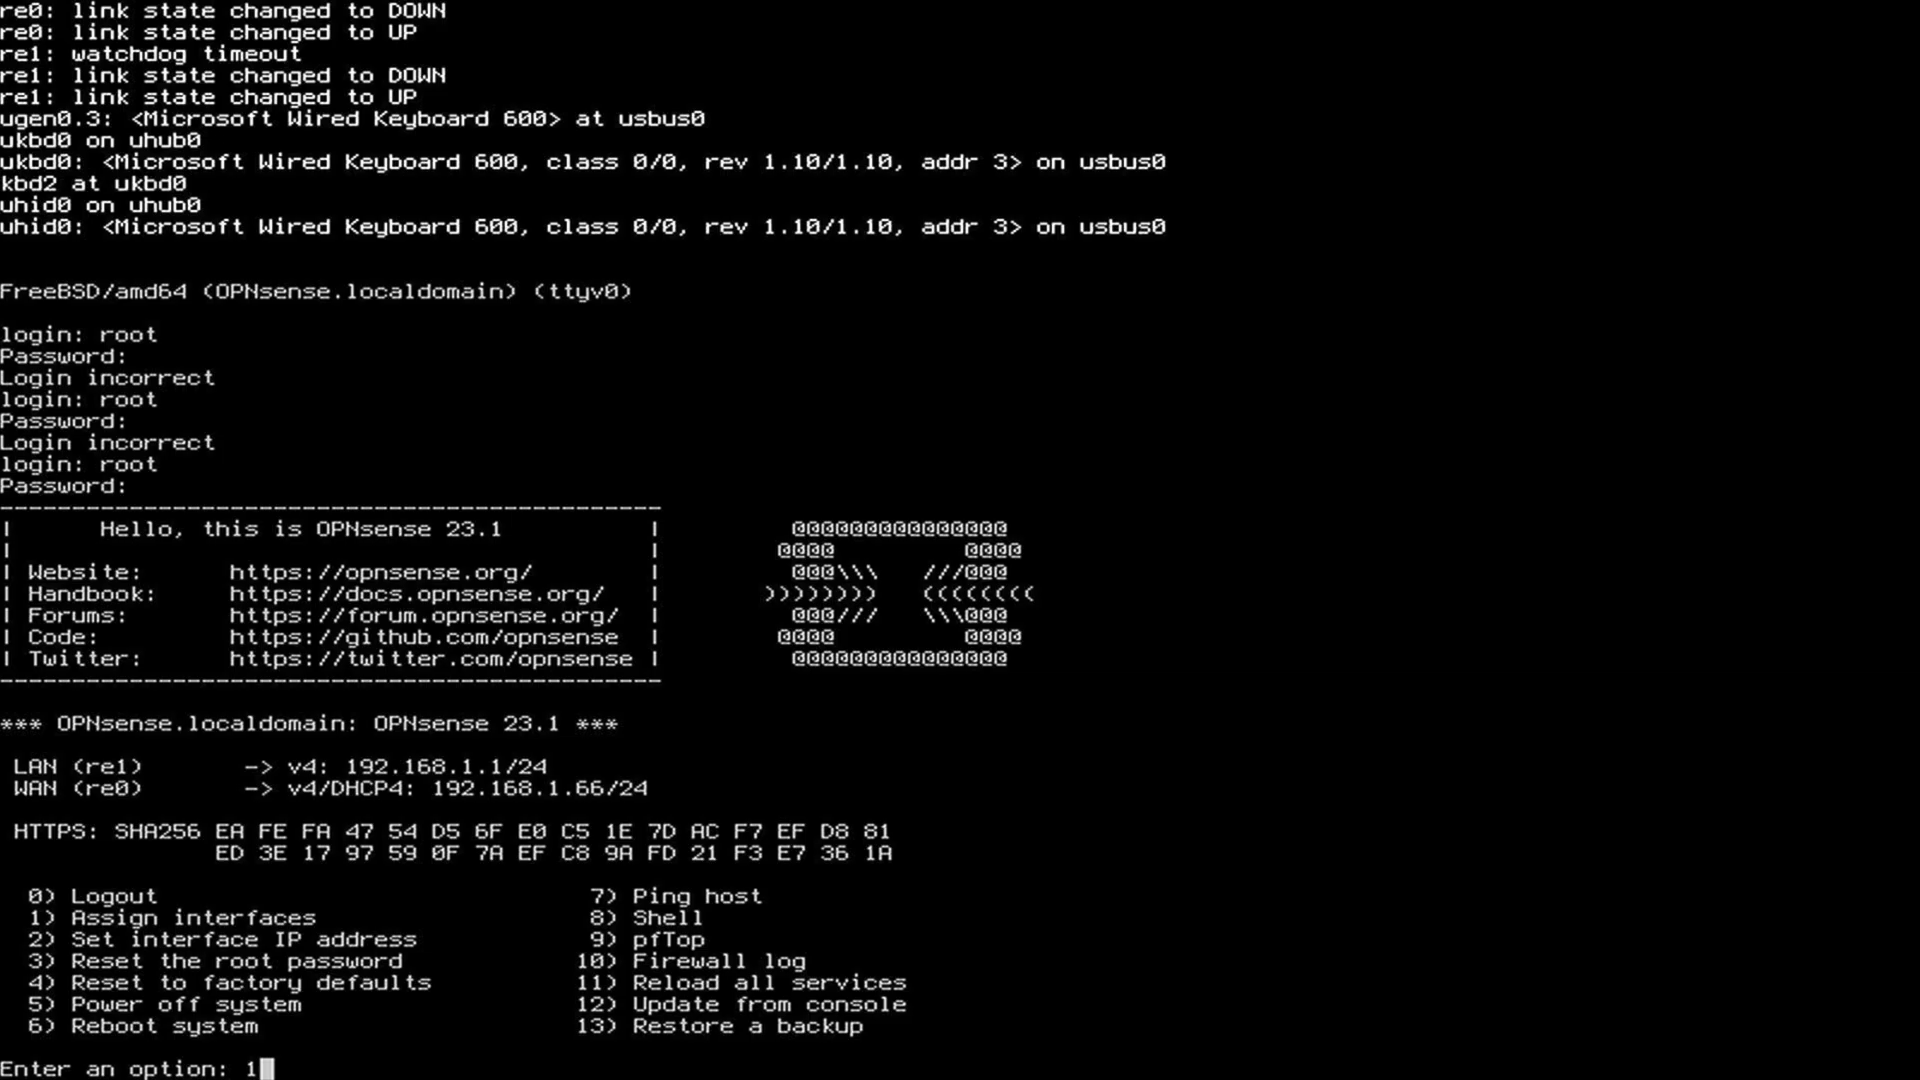 re0: link state changed to DOWN
re0: link state changed to UP
re1: watchdog timeout
re1: link state changed to DOWN
re1: link state changed to UP
ugen0.3: <Microsoft Wired Keyboard 600> at usbus0
ukbd0 on uhub0
ukbd0: <Microsoft Wired Keyboard 600, class 0/0, rev 1.10/1.10, addr 3> on usbus0
kbd2 at ukbd0
uhid0 on uhub0
uhid0: <Microsoft Wired Keyboard 600, class 0/0, rev 1.10/1.10, addr 3> on usbus0

FreeBSD/amd64 (OPNsense.localdomain) (ttyv0)

login: root
Password:
Login incorrect
login: root
Password:
Login incorrect
login: root
Password:
----------------------------------------------
|      Hello, this is OPNsense 23.1          |         @@@@@@@@@@@@@@@
|                                            |        @@@@         @@@@
| Website:      https://opnsense.org/        |         @@@\\\   ///@@@
| Handbook:     https://docs.opnsense.org/   |       ))))))))   ((((((((
| Forums:       https://forum.opnsense.org/  |         @@@///   \\\@@@
| Code:         https://github.com/opnsense  |        @@@@         @@@@
| Twitter:      https://twitter.com/opnsense |         @@@@@@@@@@@@@@@
----------------------------------------------

*** OPNsense.localdomain: OPNsense 23.1 ***

 LAN (re1)       -> v4: 192.168.1.1/24
 WAN (re0)       -> v4/DHCP4: 192.168.1.66/24

 HTTPS: SHA256 EA FE FA 47 54 D5 6F E0 C5 1E 7D AC F7 EF D8 81
               ED 3E 17 97 59 0F 7A EF C8 9A FD 21 F3 E7 36 1A

  0) Logout                              7) Ping host
  1) Assign interfaces                   8) Shell
  2) Set interface IP address            9) pfTop
  3) Reset the root password            10) Firewall log
  4) Reset to factory defaults          11) Reload all services
  5) Power off system                   12) Update from console
  6) Reboot system                      13) Restore a backup

Enter an option: 1